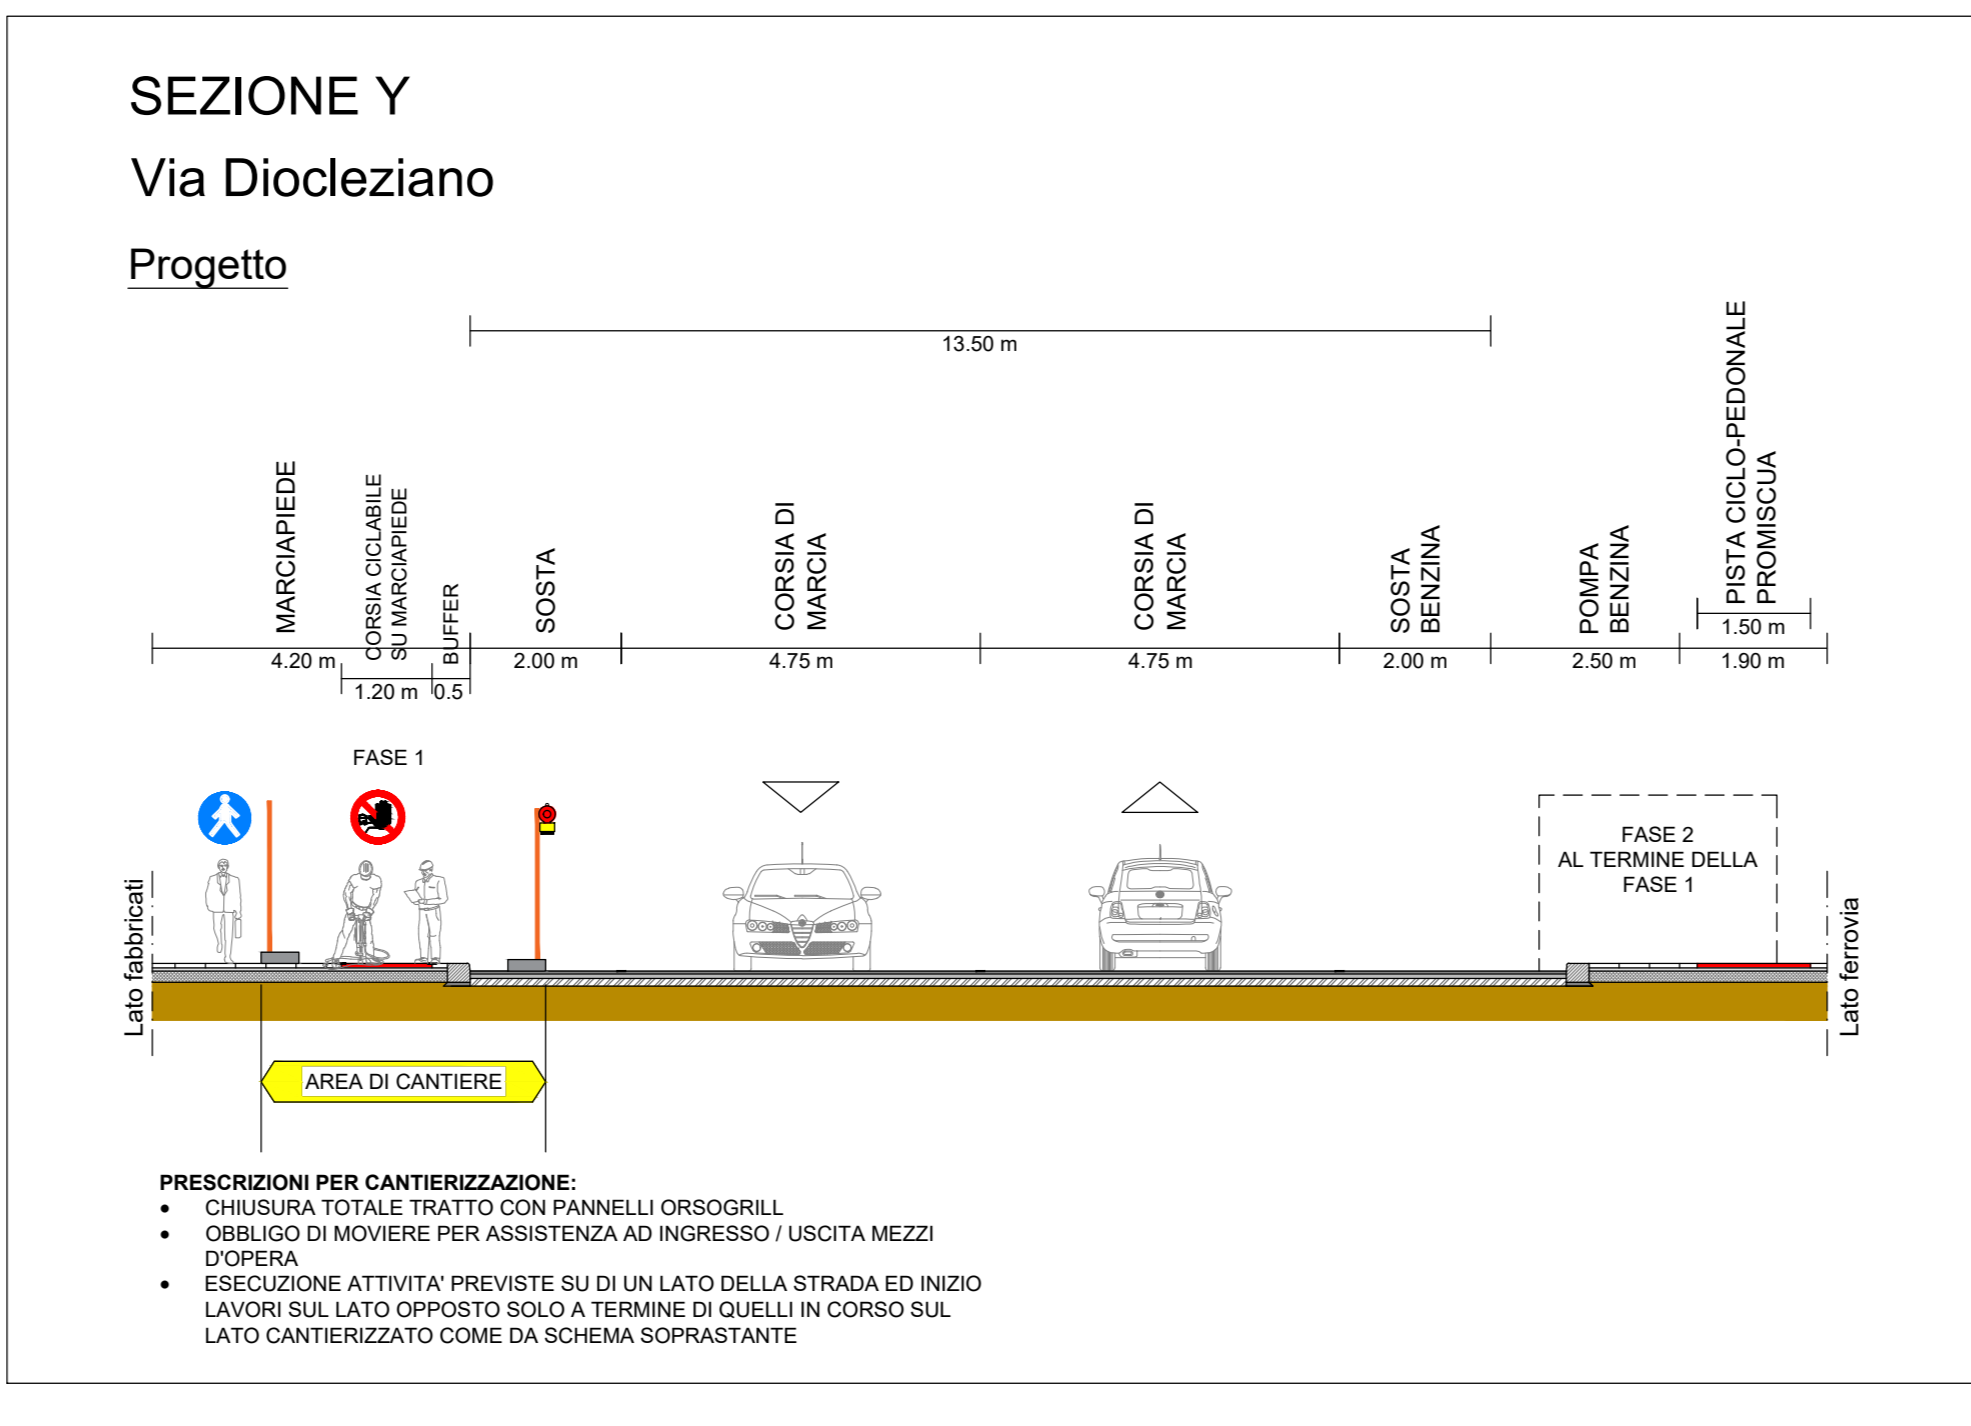 SEZIONE Y
Via Diocleziano
Progetto
13.50 m
MARCIAPIEDE
CORSIA CICLABILE
SU MARCIAPIEDE
BUFFER
SOSTA
CORSIA DI
MARCIA
CORSIA DI
MARCIA
SOSTA
BENZINA
POMPA
BENZINA
PISTA CICLO-PEDONALE
PROMISCUA
1.50 m
4.20 m
2.00 m
4.75 m
4.75 m
2.00 m
2.50 m
1.90 m
1.20 m
0.5
FASE 1
FASE 2
AL TERMINE DELLA
FASE 1
Lato fabbricati
Lato ferrovia
AREA DI CANTIERE
PRESCRIZIONI PER CANTIERIZZAZIONE:
• CHIUSURA TOTALE TRATTO CON PANNELLI ORSOGRILL
• OBBLIGO DI MOVIERE PER ASSISTENZA AD INGRESSO / USCITA MEZZI
D'OPERA
• ESECUZIONE ATTIVITA' PREVISTE SU DI UN LATO DELLA STRADA ED INIZIO
LAVORI SUL LATO OPPOSTO SOLO A TERMINE DI QUELLI IN CORSO SUL
LATO CANTIERIZZATO COME DA SCHEMA SOPRASTANTE